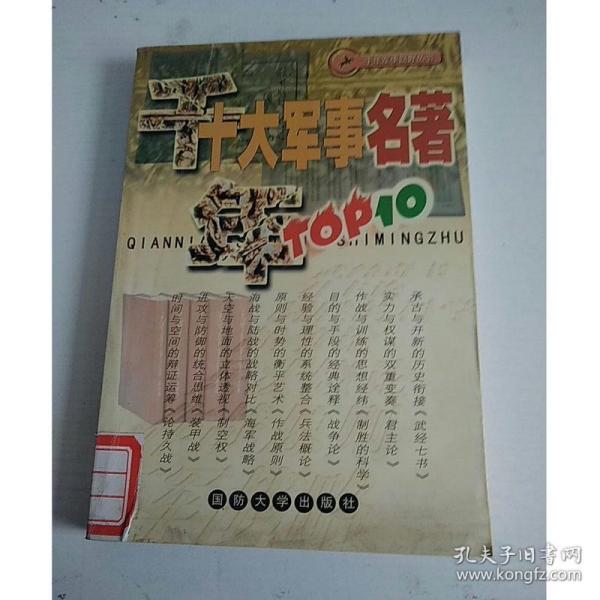 千年
十大军事名著
TOP10
QIANNI
SHIMINGZHU
承古与开新的历史衔接《武经七书》
实力与权谋的双重变奏《君主论》
作战与训练的思想经纬《制胜的科学》
目的与手段的经典诠释《战争论》
经验与理性的系统整合《兵法概论》
原则与时势的衡平艺术《作战原则》
海战与陆战的战略对比《海军战略》
天空与地面的立体透视《制空权》
进攻与防御的统合思维《装甲战》
时间与空间的辩证运筹《论持久战》
国防大学出版社
孔夫子旧书网
www.kongfz.com